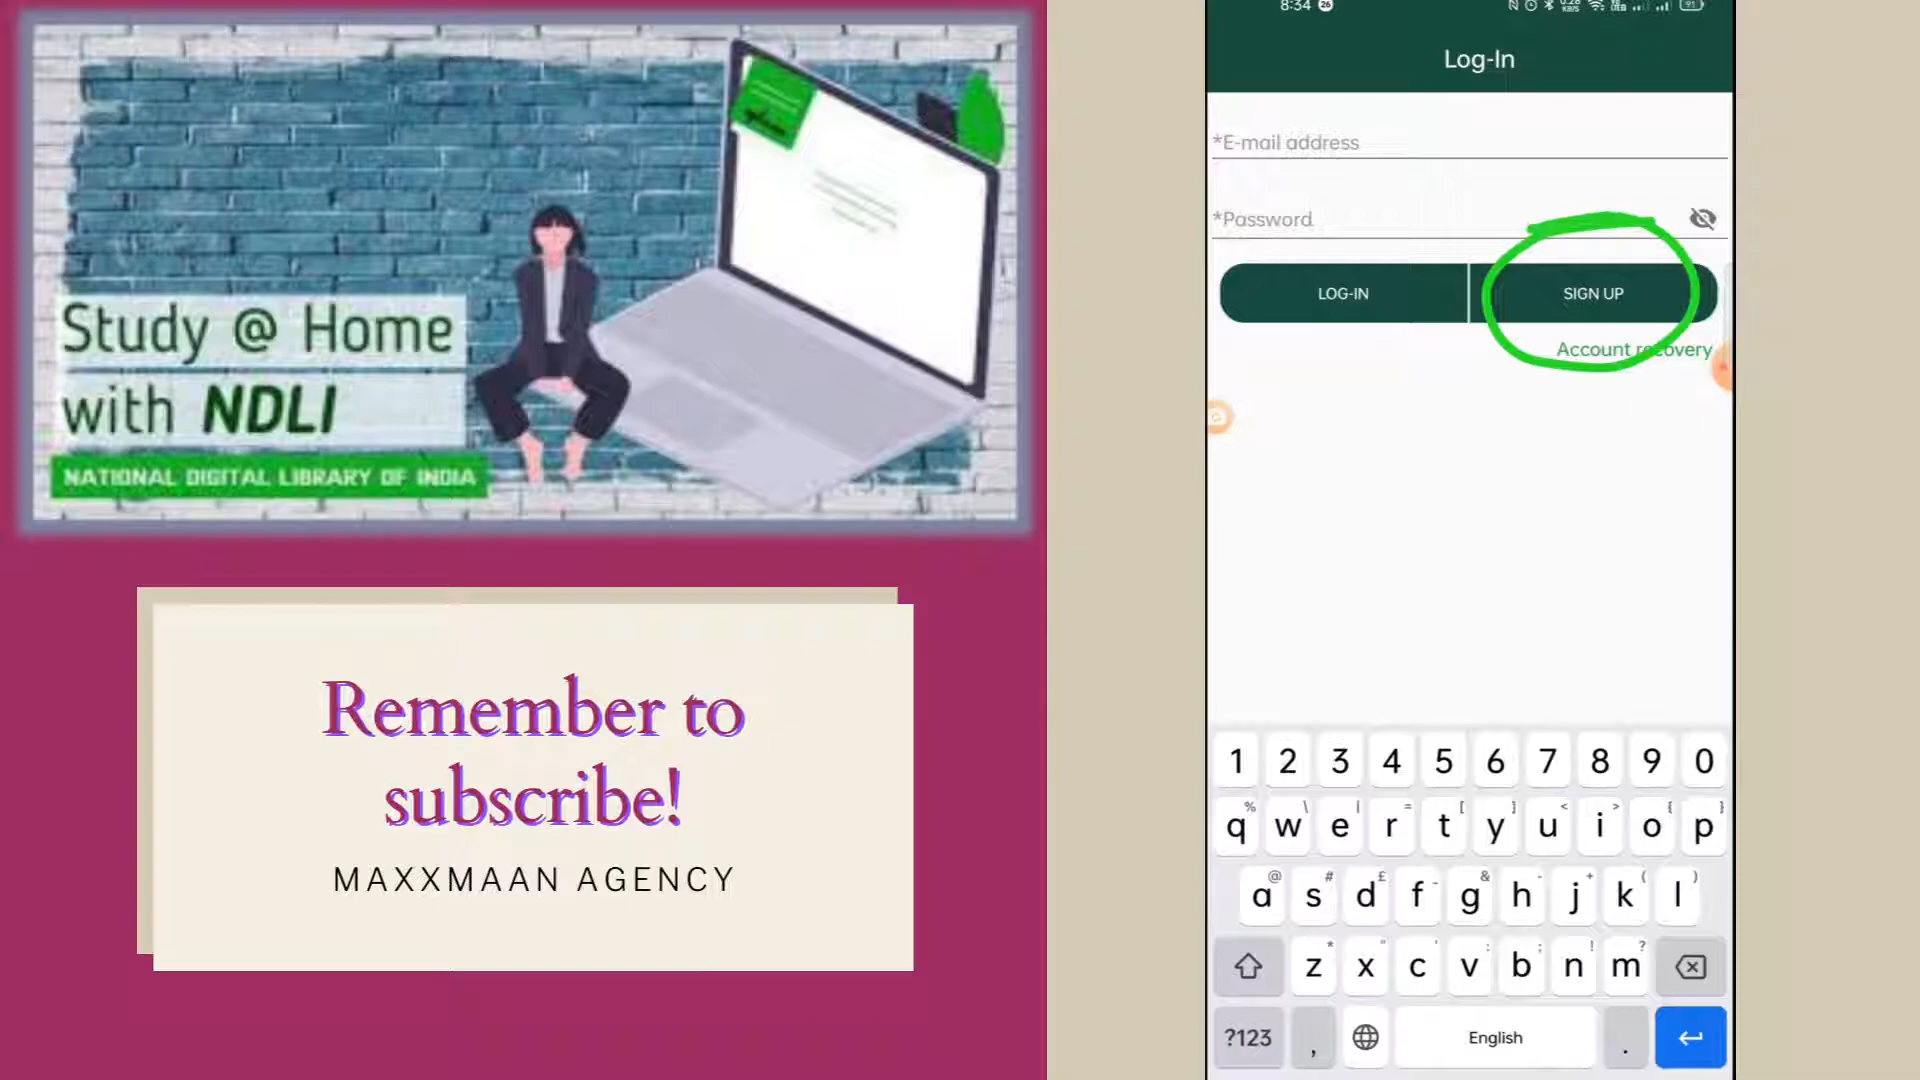 Study @ Home
with NDLI
NATIONAL DIGITAL LIBRARY OF INDIA
Remember to
subscribe!
MAXXMAAN AGENCY
8:34 26
91
Log-In
*E-mail address
*Password
LOG-IN
SIGN UP
Account recovery
1 2 3 4 5 6 7 8 9 0
% \ | = [ ] < > { }
q w e r t y u i o p
@ # £ _ & - + ( )
a s d f g h j k l
* " ' : ; ! ?
z x c v b n m
?123 , English .